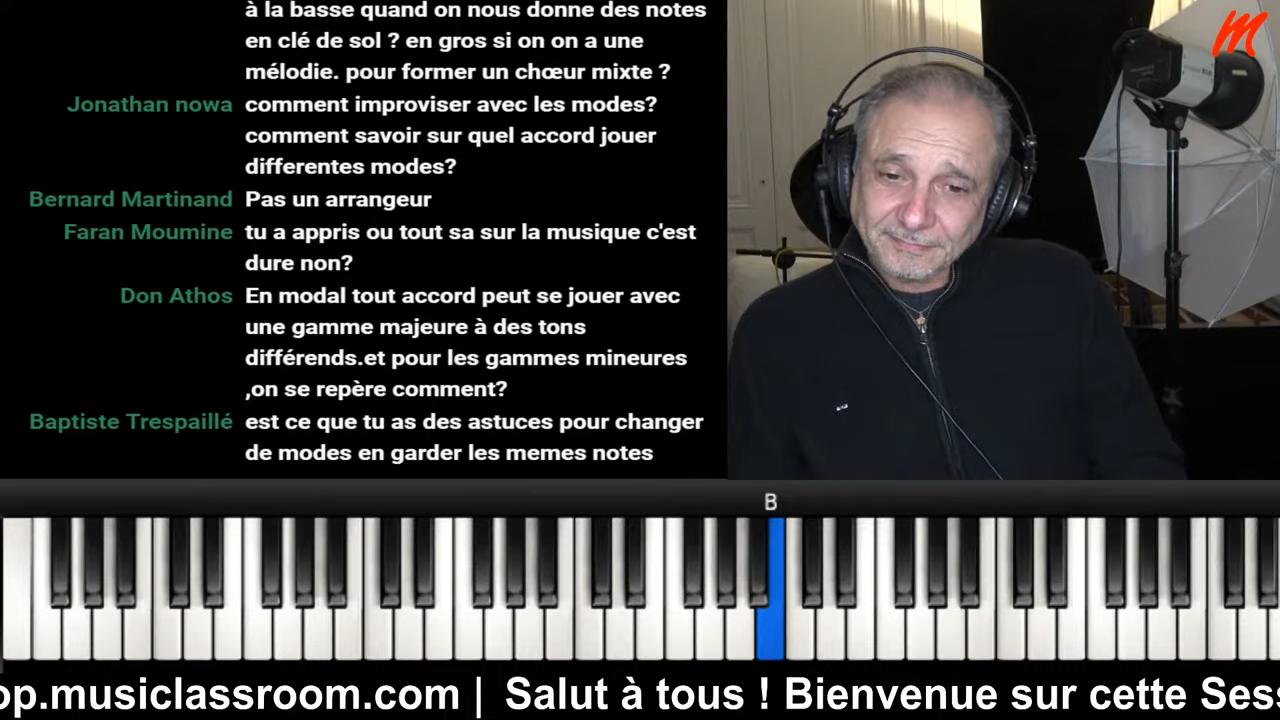 à la basse quand on nous donne des notes
en clé de sol ? en gros si on on a une
mélodie. pour former un chœur mixte ?
Jonathan nowa comment improviser avec les modes?
comment savoir sur quel accord jouer
differentes modes?
Bernard Martinand Pas un arrangeur
Faran Moumine tu a appris ou tout sa sur la musique c'est
dure non?
Don Athos En modal tout accord peut se jouer avec
une gamme majeure à des tons
différends.et pour les gammes mineures
,on se repère comment?
Baptiste Trespaillé est ce que tu as des astuces pour changer
de modes en garder les memes notes
B
op.musiclassroom.com | Salut à tous ! Bienvenue sur cette Sess